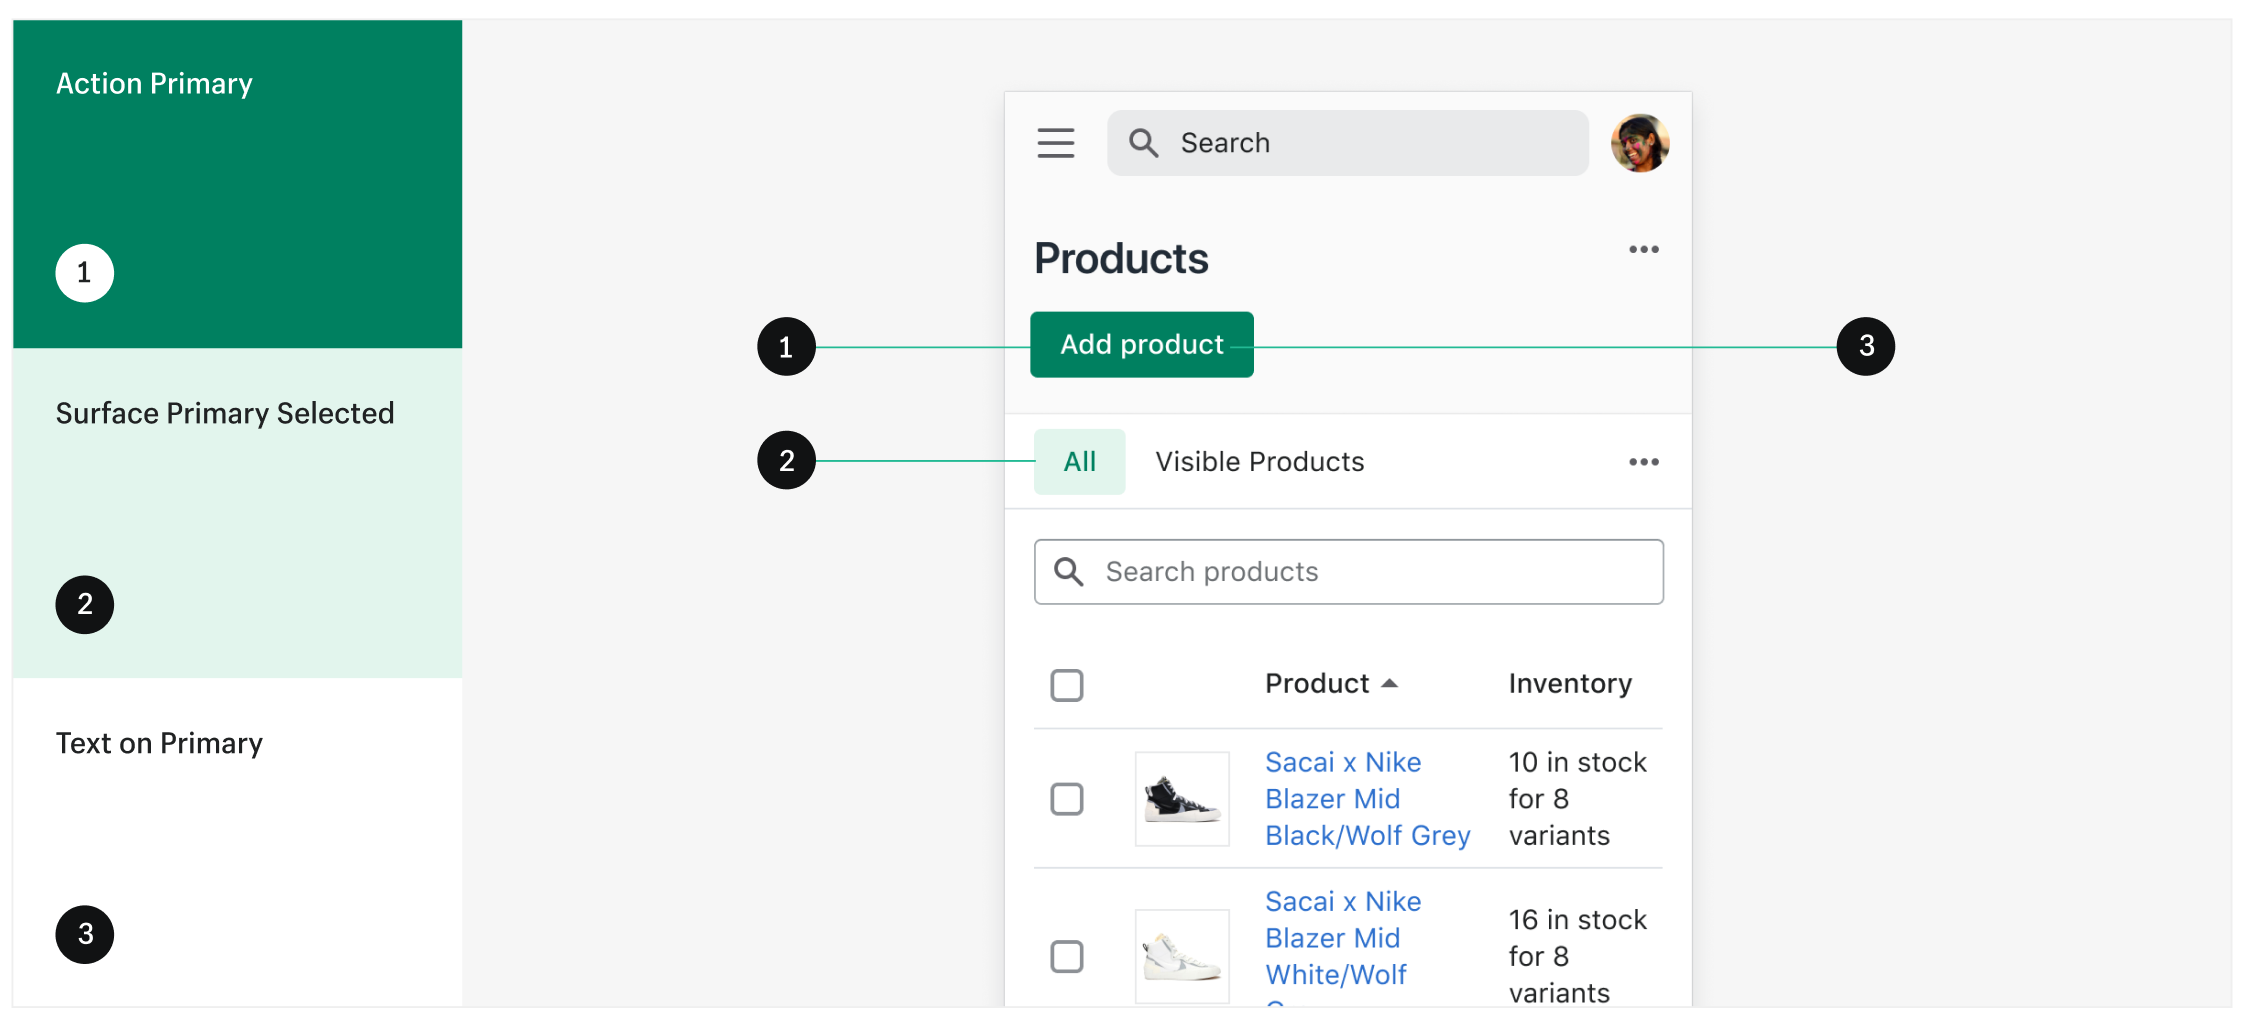 Action Primary
1
Surface Primary Selected
2
Text on Primary
3
Search
Products
1
Add product
3
2
All
Visible Products
Search products
Product
Inventory
Sacai x Nike
Blazer Mid
Black/Wolf Grey
10 in stock
for 8
variants
Sacai x Nike
Blazer Mid
White/Wolf
16 in stock
for 8
variants